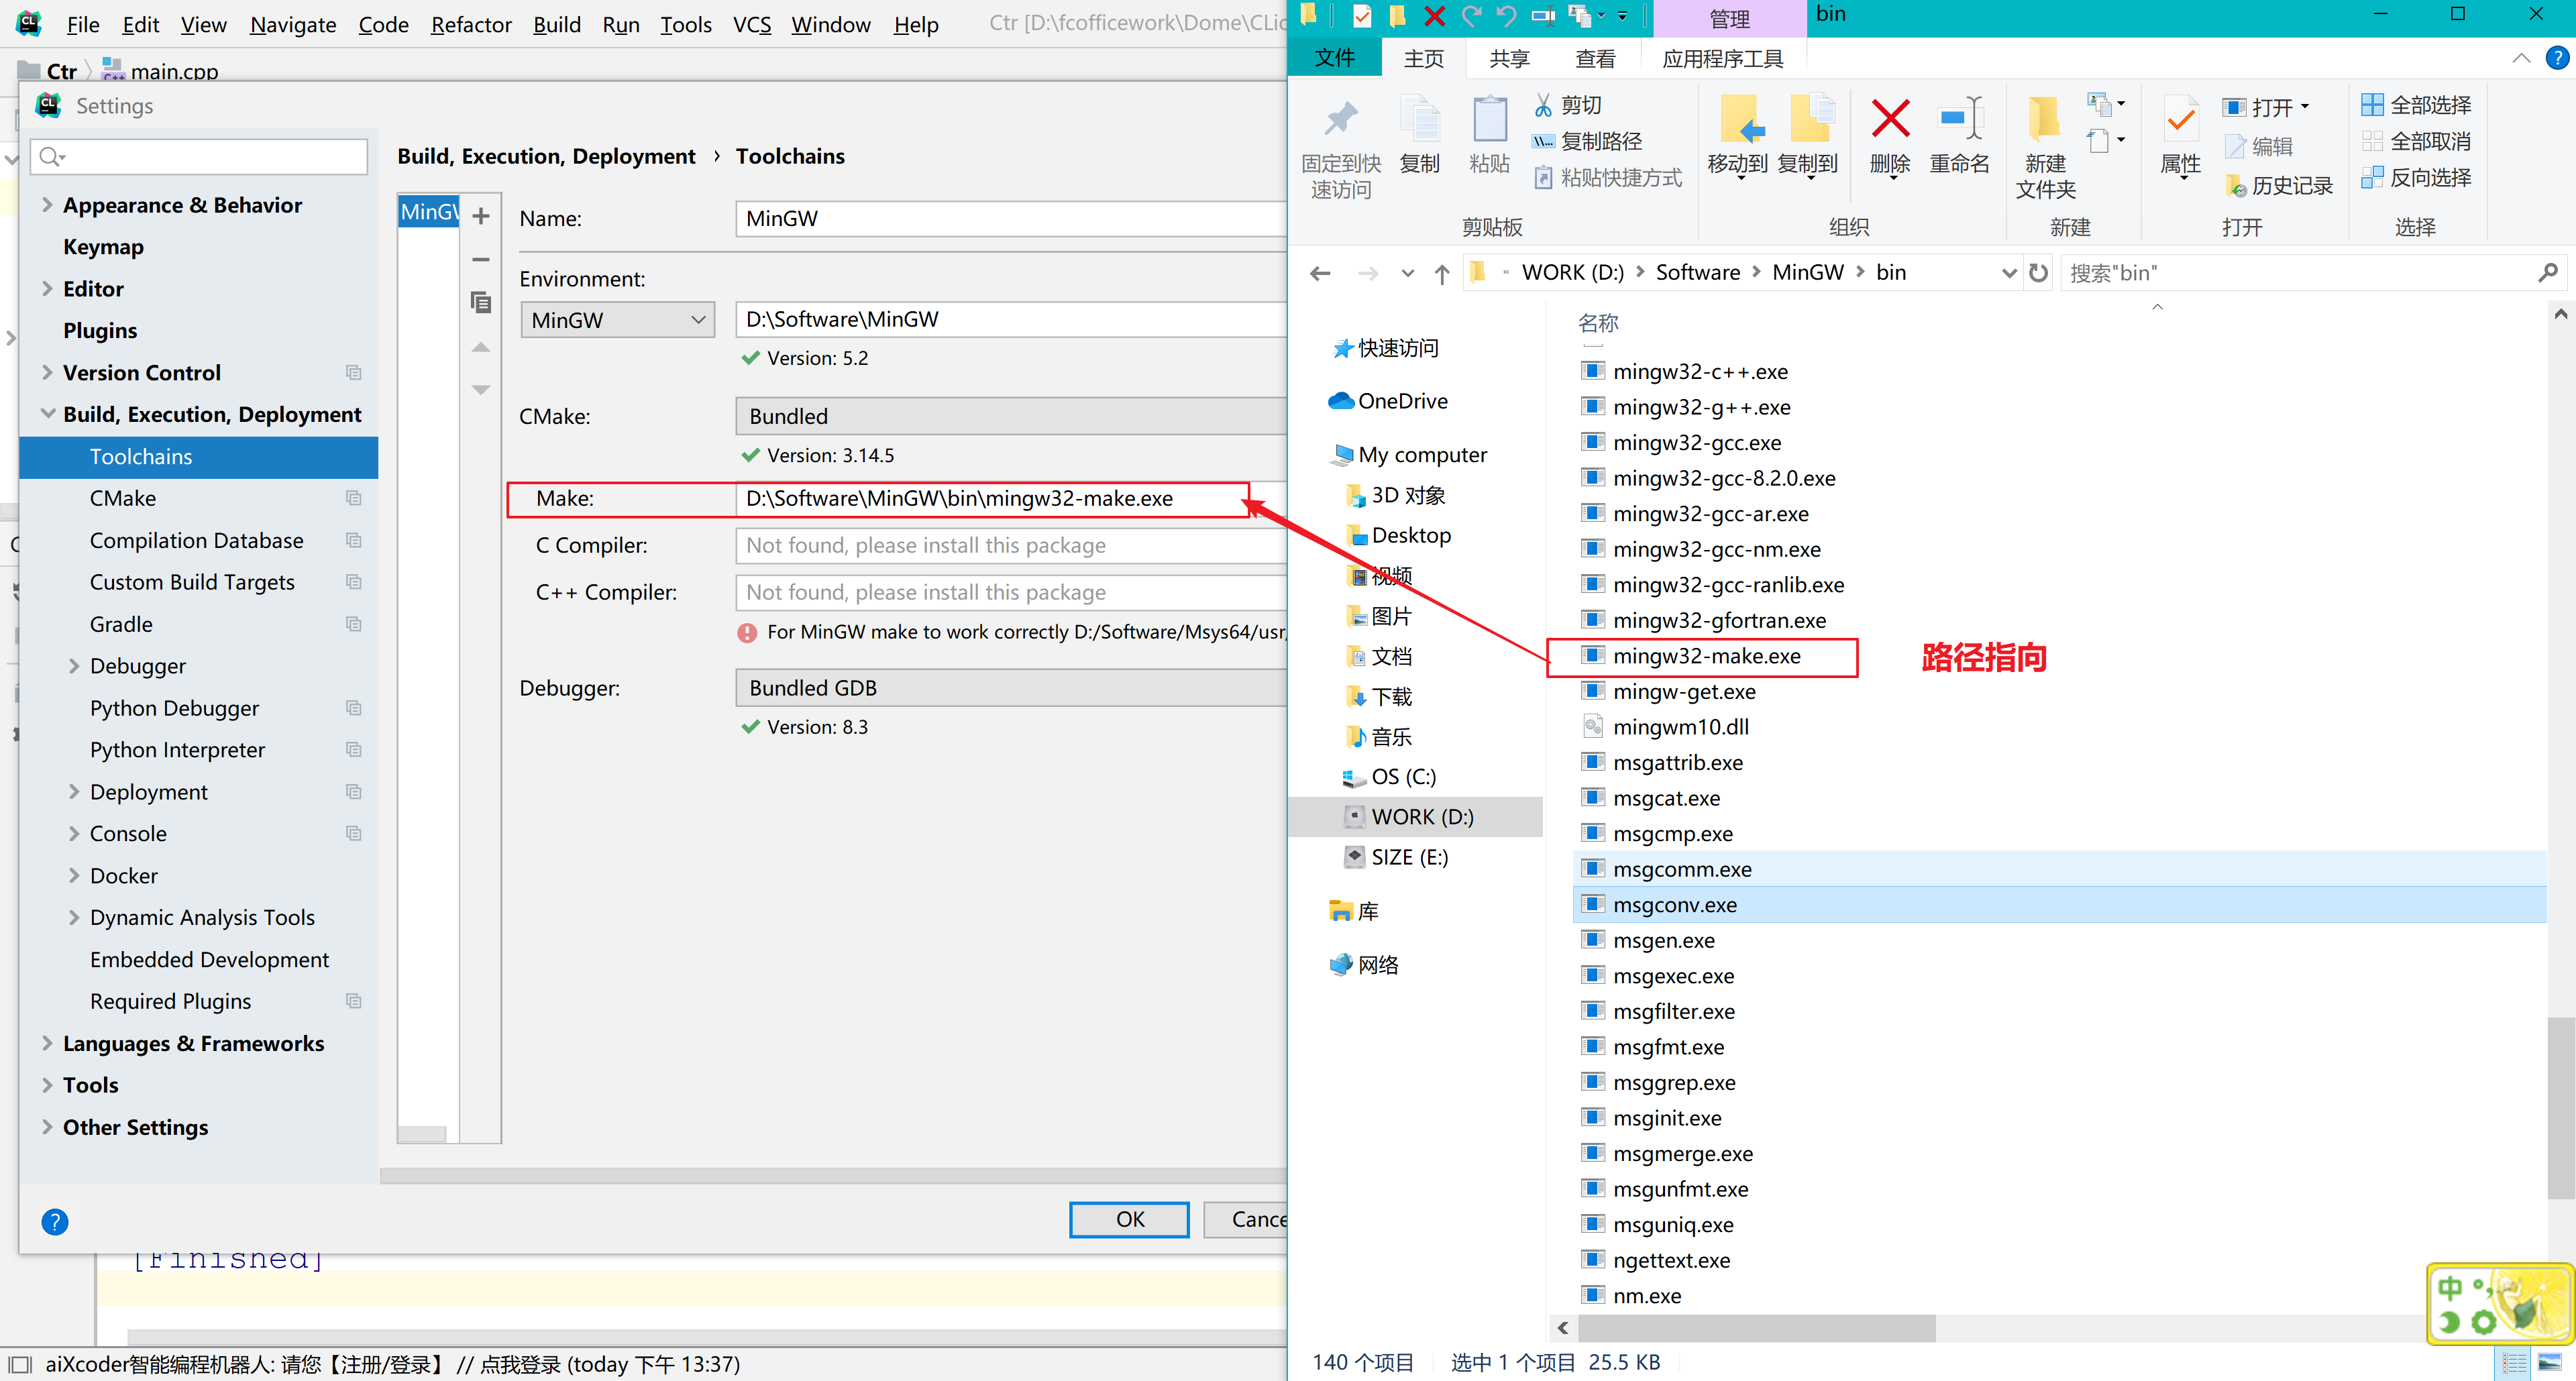 File Edit View Navigate Code Refactor Build Run Tools VCS Window Help Ctr [D:\fcofficework\Dome\CLic
Ctr main.cpp
Settings
Appearance & Behavior
Keymap
Editor
Plugins
Version Control
Build, Execution, Deployment
Toolchains
CMake
Compilation Database
Custom Build Targets
Gradle
Debugger
Python Debugger
Python Interpreter
Deployment
Console
Docker
Dynamic Analysis Tools
Embedded Development
Required Plugins
Languages & Frameworks
Tools
Other Settings
Build, Execution, Deployment › Toolchains
MinGW
Name: MinGW
Environment:
MinGW D:\Software\MinGW
Version: 5.2
CMake: Bundled
Version: 3.14.5
Make: D:\Software\MinGW\bin\mingw32-make.exe
C Compiler: Not found, please install this package
C++ Compiler: Not found, please install this package
For MinGW make to work correctly D:/Software/Msys64/usr/
Debugger: Bundled GDB
Version: 8.3
OK Cance
[Finished]
aiXcoder智能编程机器人: 请您【注册/登录】 // 点我登录 (today 下午 13:37)
管理 bin
文件 主页 共享 查看 应用程序工具
固定到快速访问
复制
粘贴
剪切
复制路径
粘贴快捷方式
剪贴板
移动到 复制到 删除 重命名
组织
新建
文件夹
新建
属性
打开
编辑
历史记录
打开
全部选择
全部取消
反向选择
选择
« WORK (D:) › Software › MinGW › bin
搜索"bin"
快速访问
OneDrive
My computer
3D 对象
Desktop
视频
图片
文档
下载
音乐
OS (C:)
WORK (D:)
SIZE (E:)
库
网络
名称
mingw32-c++.exe
mingw32-g++.exe
mingw32-gcc.exe
mingw32-gcc-8.2.0.exe
mingw32-gcc-ar.exe
mingw32-gcc-nm.exe
mingw32-gcc-ranlib.exe
mingw32-gfortran.exe
mingw32-make.exe
路径指向
mingw-get.exe
mingwm10.dll
msgattrib.exe
msgcat.exe
msgcmp.exe
msgcomm.exe
msgconv.exe
msgen.exe
msgexec.exe
msgfilter.exe
msgfmt.exe
msggrep.exe
msginit.exe
msgmerge.exe
msgunfmt.exe
msguniq.exe
ngettext.exe
nm.exe
140 个项目 选中 1 个项目 25.5 KB
中